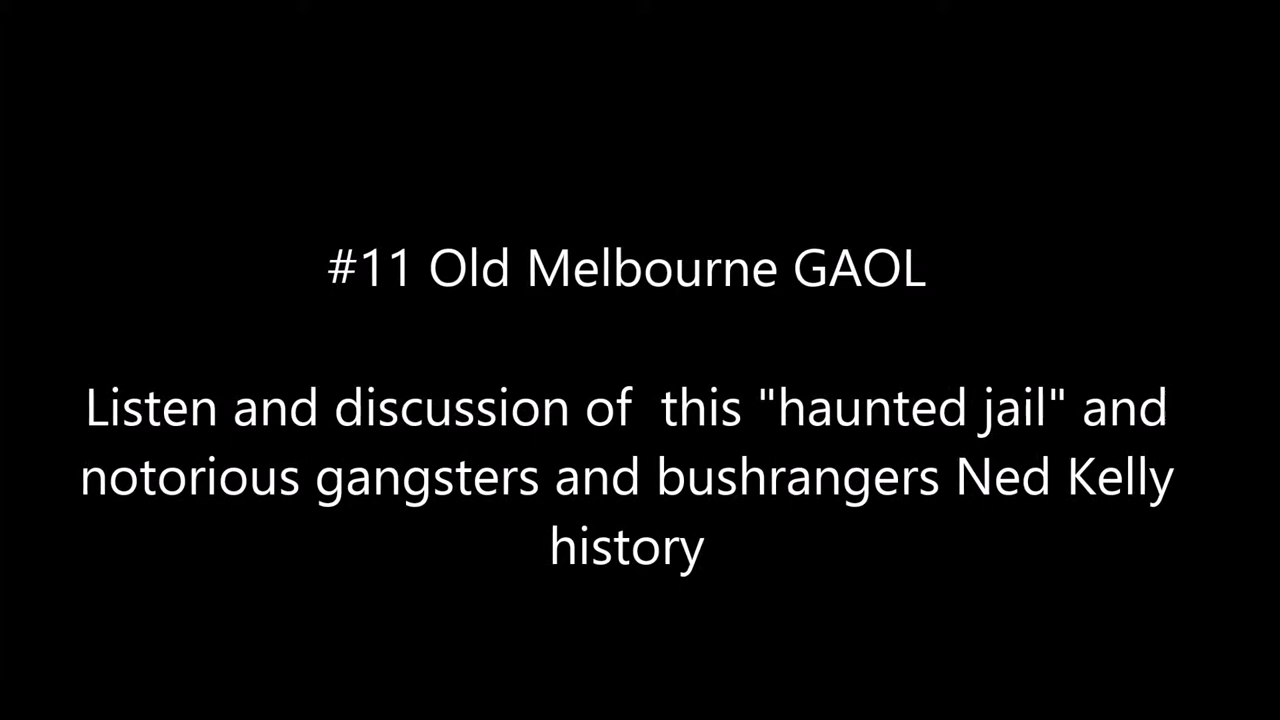 #11 Old Melbourne GAOL
Listen and discussion of  this "haunted jail" and
notorious gangsters and bushrangers Ned Kelly
history